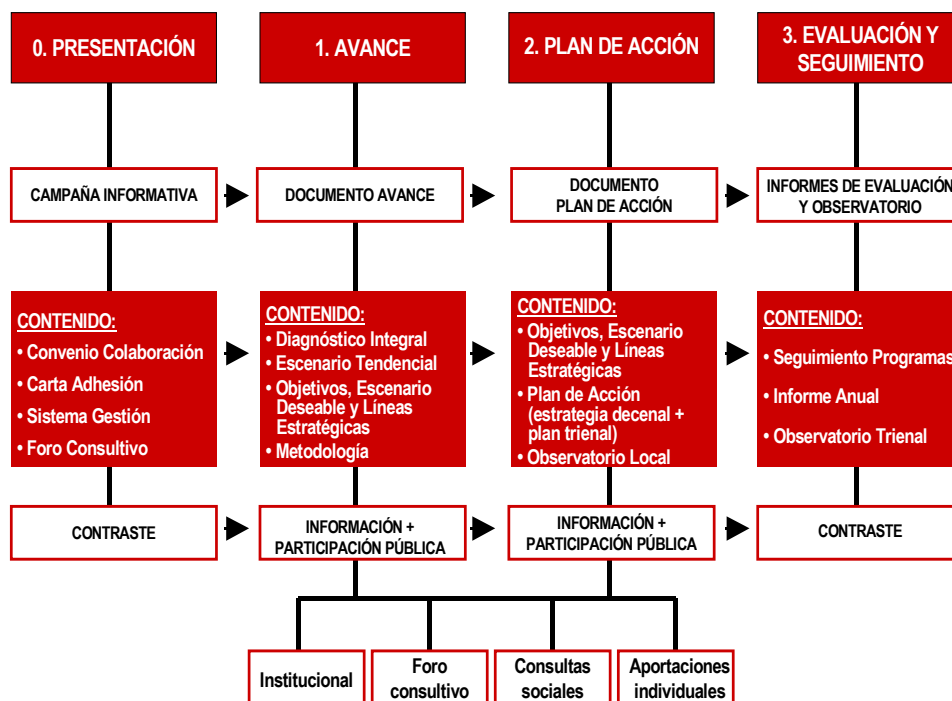 0. PRESENTACIÓN
1. AVANCE
2. PLAN DE ACCIÓN
3. EVALUACIÓN Y
SEGUIMIENTO
CAMPAÑA INFORMATIVA
DOCUMENTO AVANCE
DOCUMENTO
PLAN DE ACCIÓN
INFORMES DE EVALUACIÓN
Y OBSERVATORIO
CONTENIDO:
• Convenio Colaboración
• Carta Adhesión
• Sistema Gestión
• Foro Consultivo
CONTENIDO:
• Diagnóstico Integral
• Escenario Tendencial
• Objetivos, Escenario
Deseable y Líneas
Estratégicas
• Metodología
CONTENIDO:
• Objetivos, Escenario
Deseable y Líneas
Estratégicas
• Plan de Acción
(estrategia decenal +
plan trienal)
• Observatorio Local
CONTENIDO:
• Seguimiento Programas
• Informe Anual
• Observatorio Trienal
CONTRASTE
INFORMACIÓN +
PARTICIPACIÓN PÚBLICA
INFORMACIÓN +
PARTICIPACIÓN PÚBLICA
CONTRASTE
Institucional
Foro
consultivo
Consultas
sociales
Aportaciones
individuales